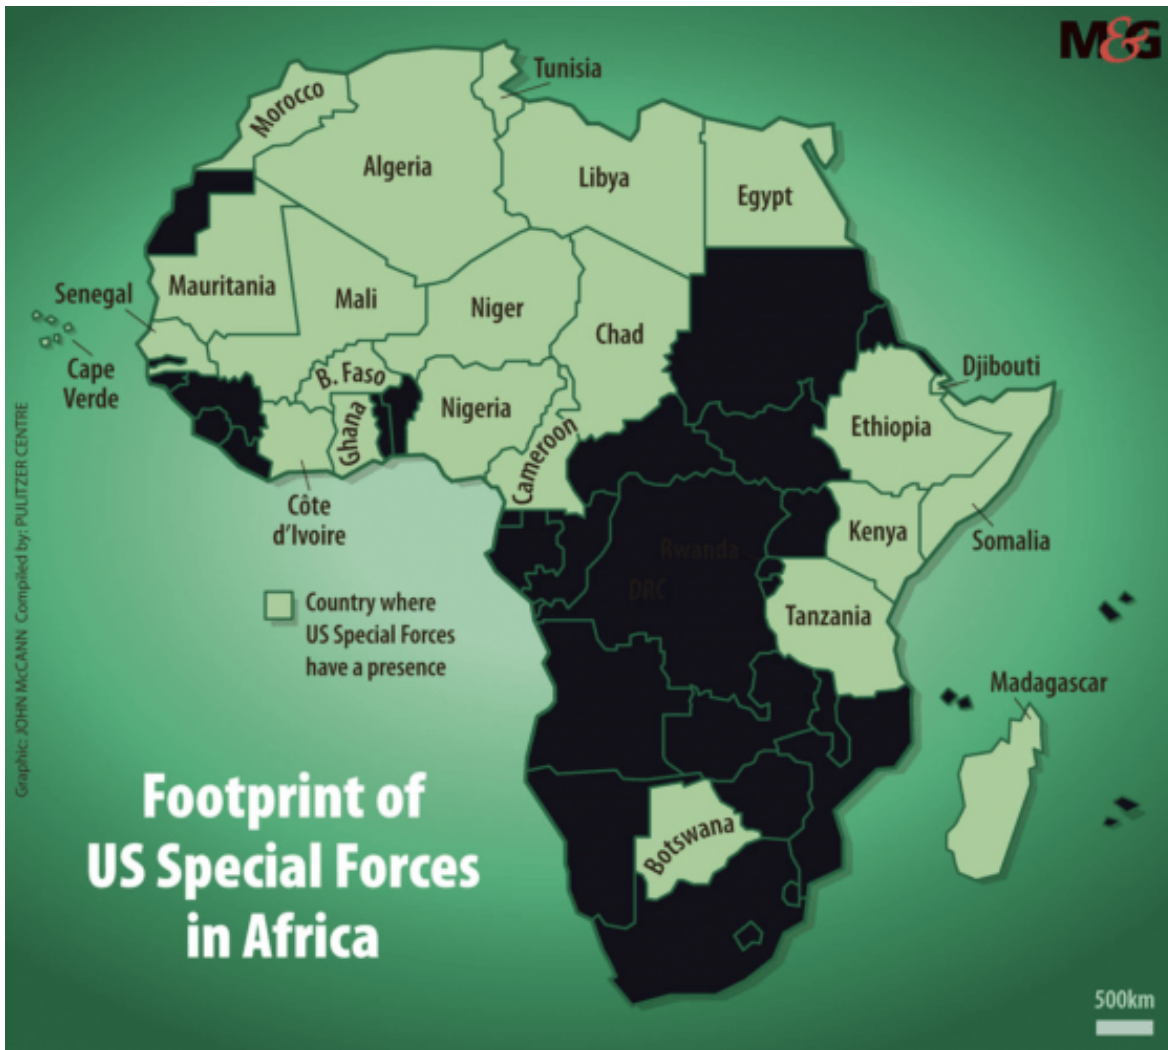 M&G
Tunisia
Morocco
Algeria
Libya
Egypt
Senegal
Mauritania
Mali
Niger
Chad
Cape
Verde
B. Faso
Djibouti
Nigeria
Ghana
Cameroon
Ethiopia
Côte
d'Ivoire
Kenya
Somalia
Rwanda
DRC
Tanzania
Country where
US Special Forces
have a presence
Madagascar
Botswana
Footprint of
US Special Forces
in Africa
500km
Graphic: JOHN McCANN Compiled by: PULITZER CENTRE